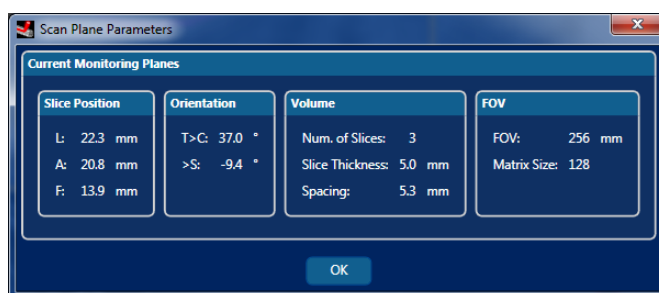 Scan Plane Parameters
Current Monitoring Planes
Slice Position
L: 22.3 mm
A: 20.8 mm
F: 13.9 mm
Orientation
T>C: 37.0 °
>S: -9.4 °
Volume
Num. of Slices: 3
Slice Thickness: 5.0 mm
Spacing: 5.3 mm
FOV
FOV: 256 mm
Matrix Size: 128
OK